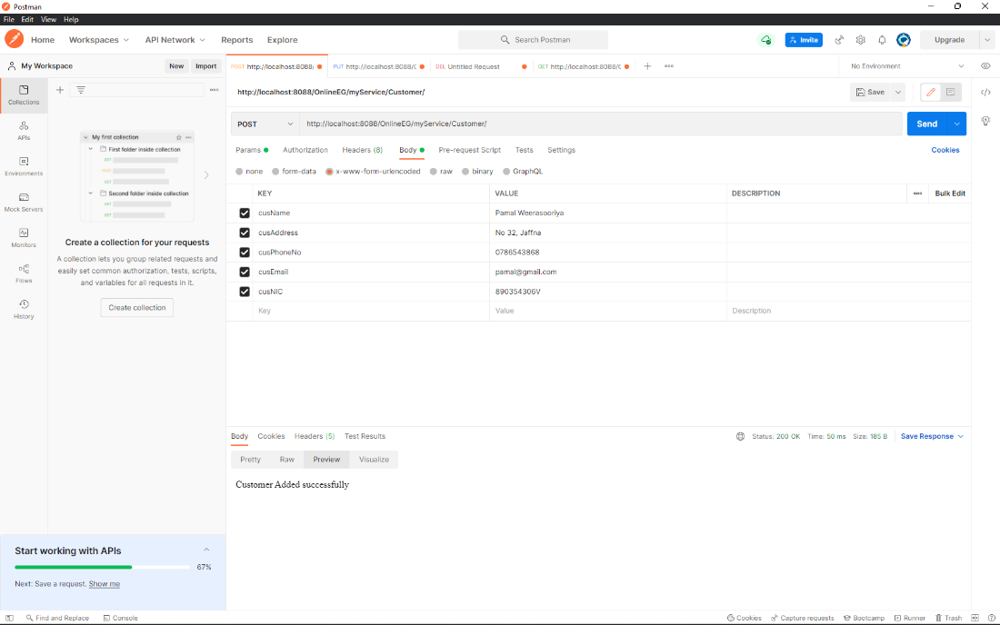 Postman
File Edit View Help
Home Workspaces API Network Reports Explore Search Postman Invite Upgrade
My Workspace New Import POST http://localhost:8088/ PUT http://localhost:8088/C DEL Untitled Request GET http://localhost:8088/C No Environment
Collections
APIs
Environments
Mock Servers
Monitors
Flows
History
My first collection
First folder inside collection
GET
POST
GET
Second folder inside collection
GET
GET
Create a collection for your requests
A collection lets you group related requests and
easily set common authorization, tests, scripts,
and variables for all requests in it.
Create collection
Start working with APIs
67%
Next: Save a request. Show me
http://localhost:8088/OnlineEG/myService/Customer/ Save
POST http://localhost:8088/OnlineEG/myService/Customer/ Send
Params Authorization Headers (8) Body Pre-request Script Tests Settings Cookies
none form-data x-www-form-urlencoded raw binary GraphQL
KEY VALUE DESCRIPTION Bulk Edit
cusName Pamal Weerasooriya
cusAddress No 32, Jaffna
cusPhoneNo 0786543868
cusEmail pamal@gmail.com
cusNIC 890354306V
Key Value Description
Body Cookies Headers (5) Test Results Status: 200 OK Time: 50 ms Size: 185 B Save Response
Pretty Raw Preview Visualize
Customer Added successfully
Find and Replace Console Cookies Capture requests Bootcamp Runner Trash